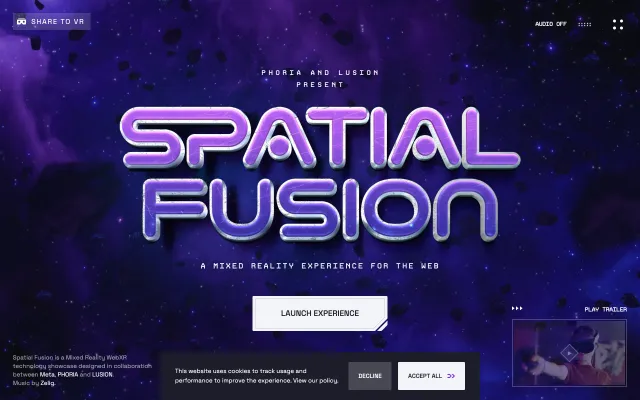 SHARE TO VR
AUDIO OFF
PHORIA AND LUSION
PRESENT
SPATIAL
FUSION
A MIXED REALITY EXPERIENCE FOR THE WEB
LAUNCH EXPERIENCE
PLAY TRAILER
Spatial Fusion is a Mixed Reality WebXR
technology showcase designed in collaboration
between Meta, PHORIA and LUSION.
Music by Zelig.
This website uses cookies to track usage and
performance to improve the experience. View our policy.
DECLINE
ACCEPT ALL